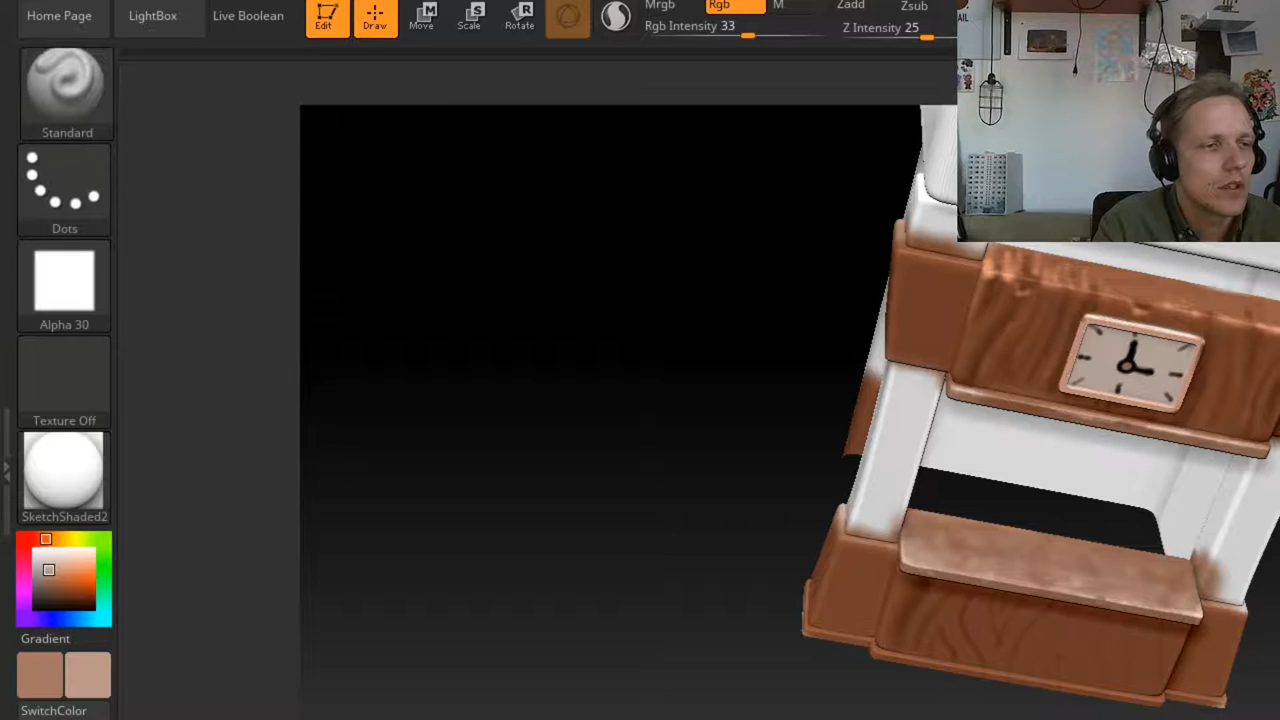 Home Page
LightBox
Live Boolean
Edit
Draw
Move
Scale
Rotate
Mrgb
Rgb
M
Zadd
Zsub
Rgb Intensity 33
Z Intensity 25
Standard
Dots
Alpha 30
Texture Off
SketchShaded2
Gradient
SwitchColor